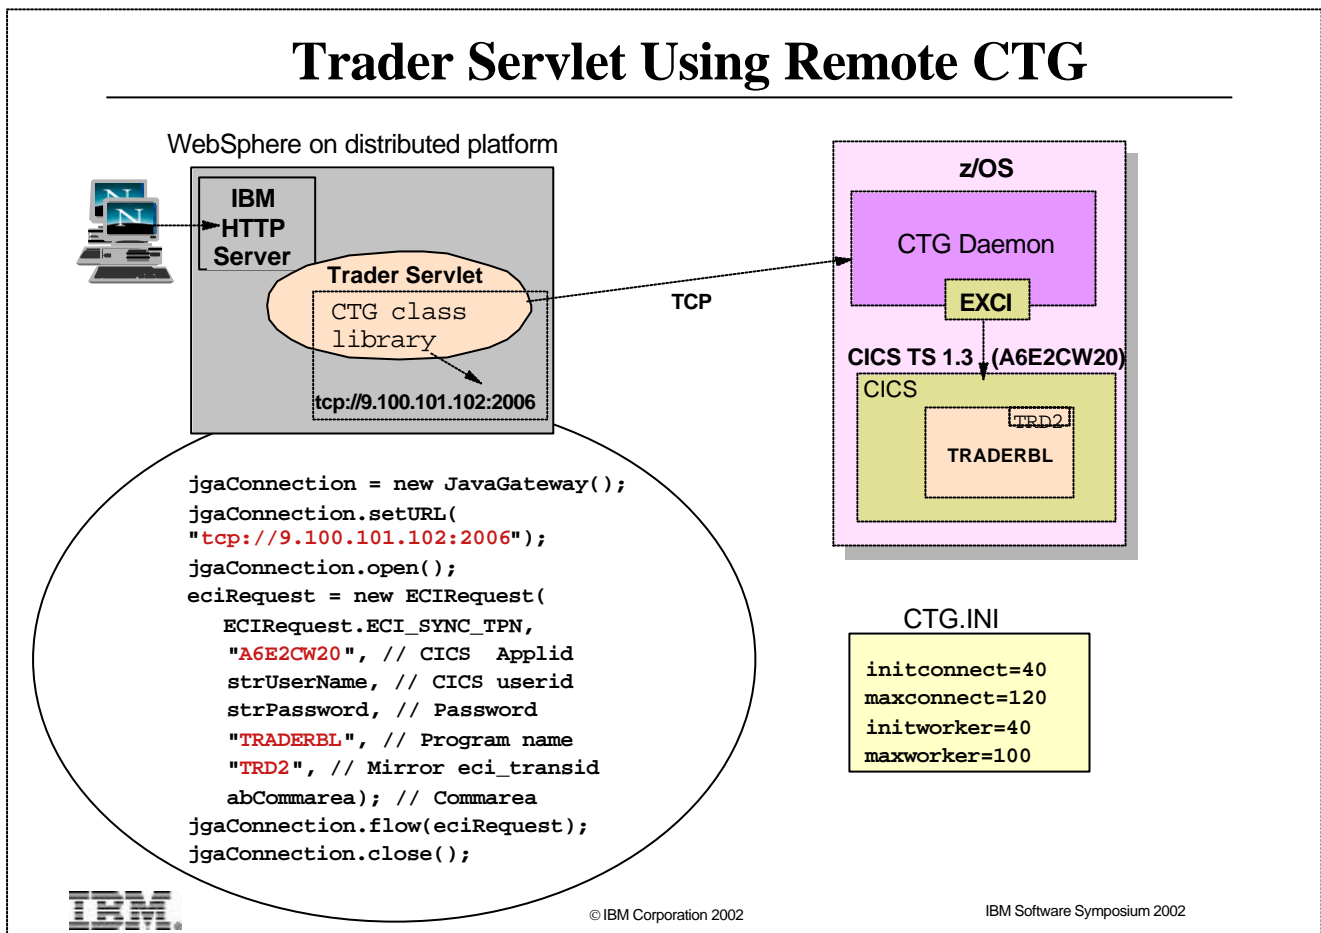 Trader Servlet Using Remote CTG
WebSphere on distributed platform
N
N
IBM
HTTP
Server
Trader Servlet
CTG class
library
tcp://9.100.101.102:2006
TCP
z/OS
CTG Daemon
EXCI
CICS TS 1.3 (A6E2CW20)
CICS
TRD2
TRADERBL
jgaConnection = new JavaGateway();
jgaConnection.setURL(
"tcp://9.100.101.102:2006");
jgaConnection.open();
eciRequest = new ECIRequest(
ECIRequest.ECI_SYNC_TPN,
"A6E2CW20", // CICS Applid
strUserName, // CICS userid
strPassword, // Password
"TRADERBL", // Program name
"TRD2", // Mirror eci_transid
abCommarea); // Commarea
jgaConnection.flow(eciRequest);
jgaConnection.close();
CTG.INI
initconnect=40
maxconnect=120
initworker=40
maxworker=100
IBM
© IBM Corporation 2002
IBM Software Symposium 2002